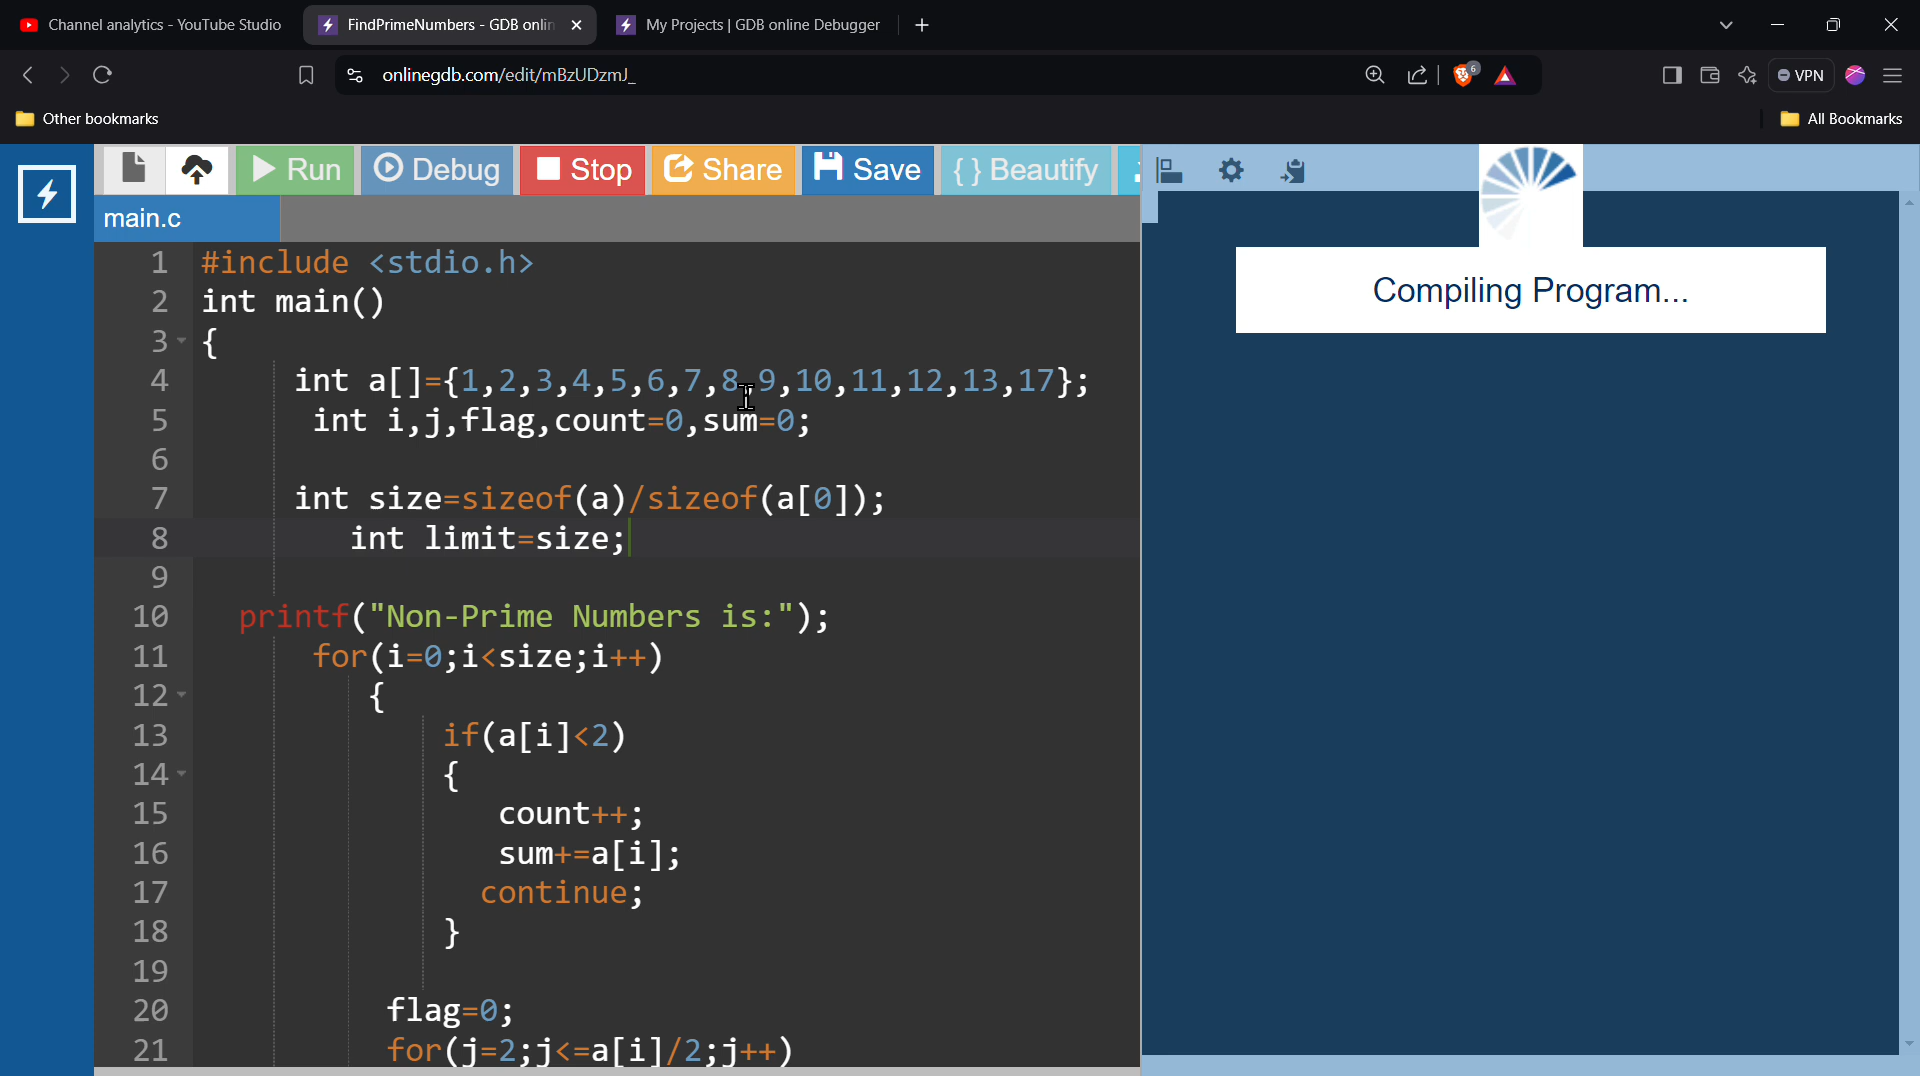 Channel analytics - YouTube Studio
FindPrimeNumbers - GDB onlin
My Projects | GDB online Debugger
onlinegdb.com/edit/mBzUDzmJ_
6
VPN
Other bookmarks
All Bookmarks
Run
Debug
Stop
Share
Save
{ } Beautify
main.c
1 #include <stdio.h>
2 int main()
3 {
4 int a[]={1,2,3,4,5,6,7,8,9,10,11,12,13,17};
5 int i,j,flag,count=0,sum=0;
6
7 int size=sizeof(a)/sizeof(a[0]);
8 int limit=size;
9
10 printf("Non-Prime Numbers is:");
11 for(i=0;i<size;i++)
12 {
13 if(a[i]<2)
14 {
15 count++;
16 sum+=a[i];
17 continue;
18 }
19
20 flag=0;
21 for(j=2;j<=a[i]/2;j++)
Compiling Program...